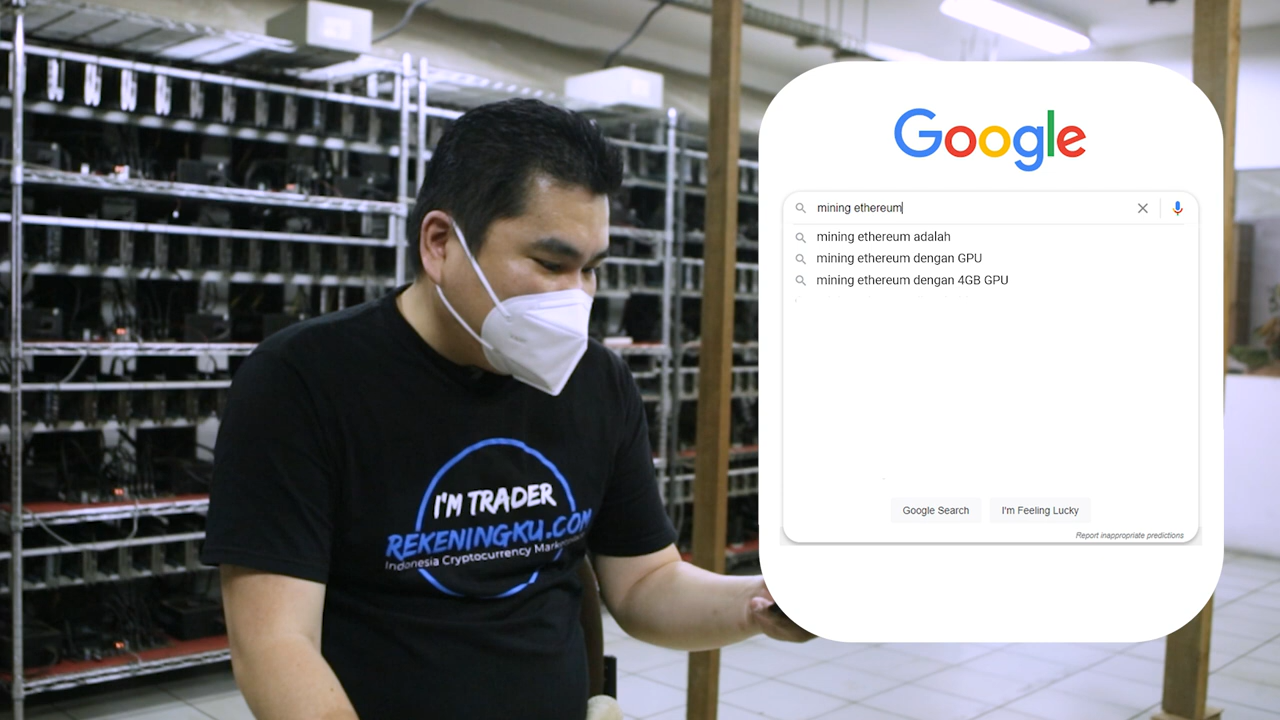 Google
mining ethereum
mining ethereum adalah
mining ethereum dengan GPU
mining ethereum dengan 4GB GPU
Google Search
I'm Feeling Lucky
Report inappropriate predictions
I'M TRADER
REKENINGKU.COM
Indonesia Cryptocurrency